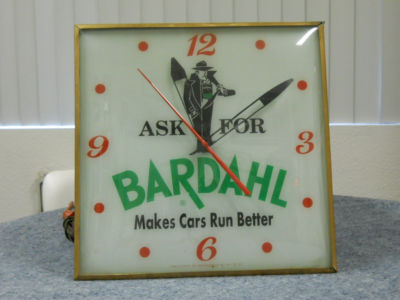 12
ASK FOR
9 3
BARDAHL
®
Makes Cars Run Better
6